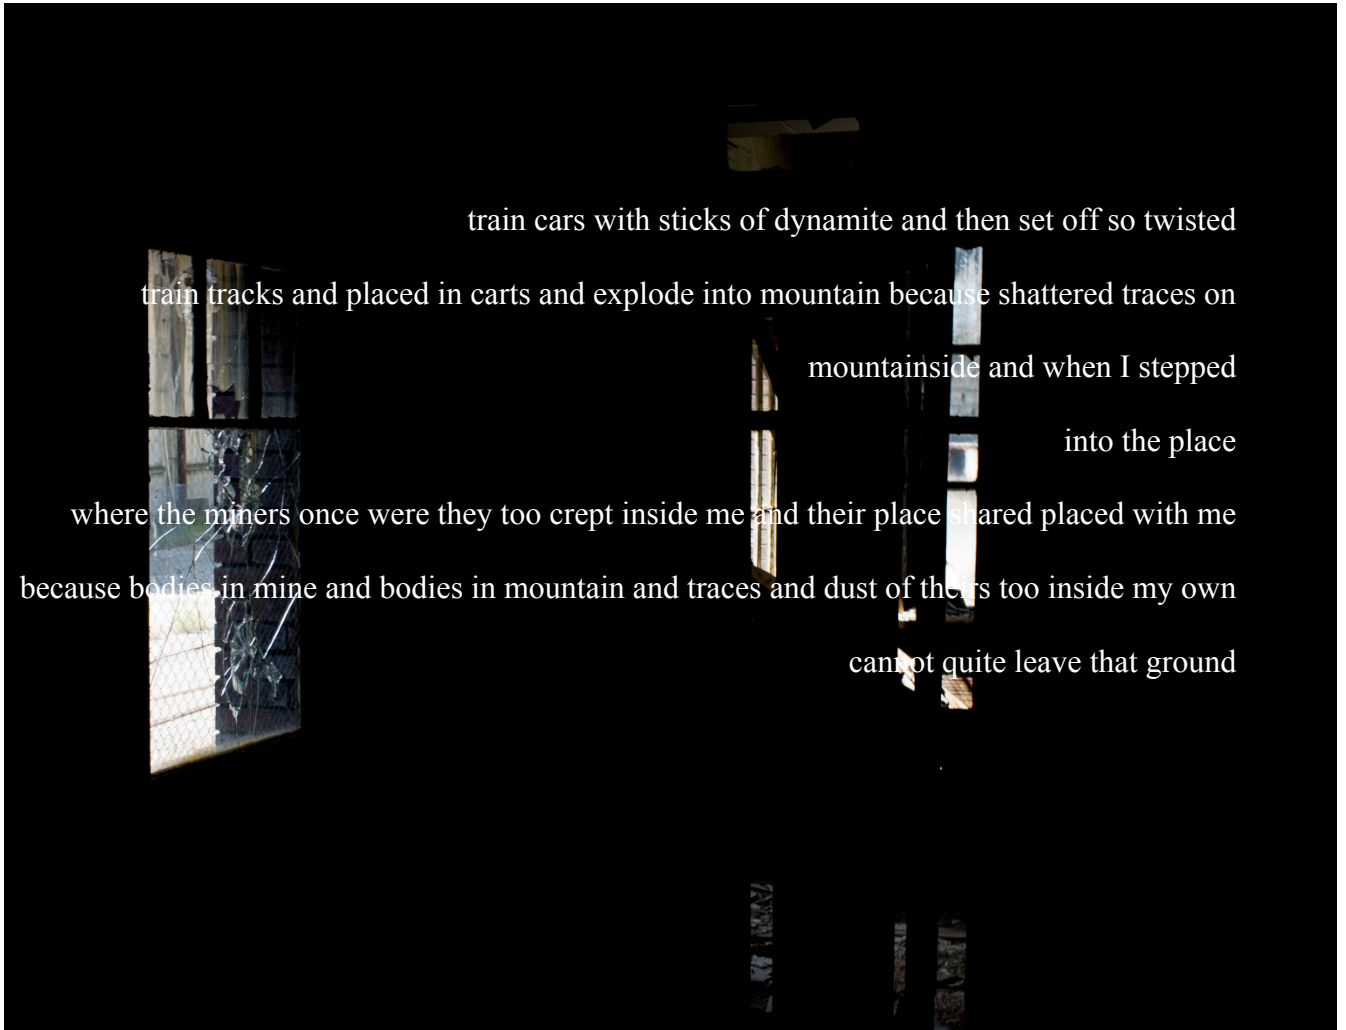 train cars with sticks of dynamite and then set off so twisted
train tracks and placed in carts and explode into mountain because shattered traces on
mountainside and when I stepped
into the place
where the miners once were they too crept inside me and their place shared placed with me
because bodies in mine and bodies in mountain and traces and dust of theirs too inside my own
cannot quite leave that ground